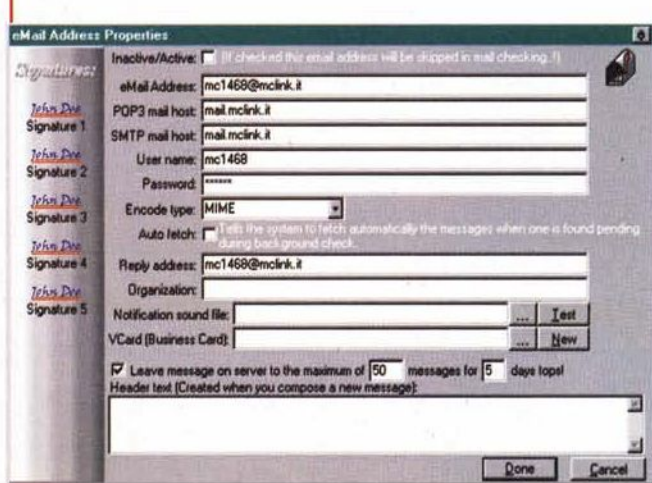 eMail Address Properties
Signatures:
John Doe
Signature 1
John Doe
Signature 2
John Doe
Signature 3
John Doe
Signature 4
John Doe
Signature 5
Inactive/Active: (If checked this email address will be skipped in mail checking.!)
eMail Address: mc1468@mclink.it
POP3 mail host: mail.mclink.it
SMTP mail host: mail.mclink.it
User name: mc1468
Password: ******
Encode type: MIME
Auto fetch: Tells the system to fetch automatically the messages when one is found pending
during background check.
Reply address: mc1468@mclink.it
Organization:
Notification sound file: ... Test
VCard (Business Card): ... New
Leave message on server to the maximum of 50 messages for 5 days tops!
Header text (Created when you compose a new message):
Done Cancel